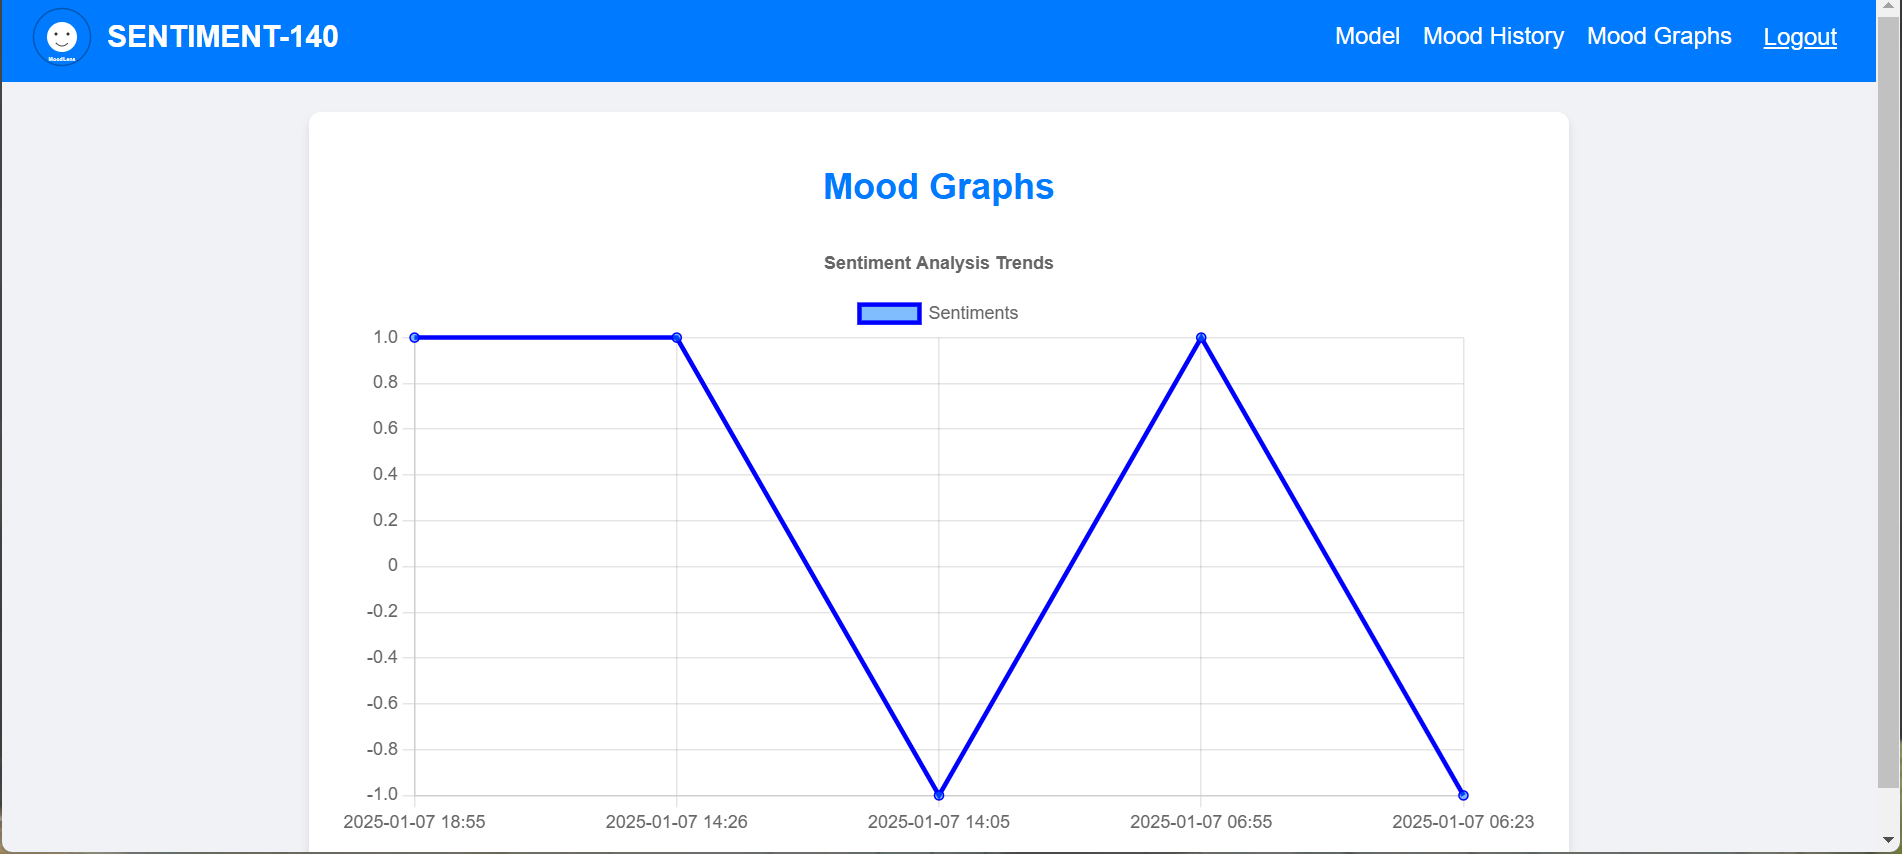 SENTIMENT-140
Model Mood History Mood Graphs Logout
MoodLens
Mood Graphs
Sentiment Analysis Trends
Sentiments
1.0
0.8
0.6
0.4
0.2
0
-0.2
-0.4
-0.6
-0.8
-1.0
2025-01-07 18:55 2025-01-07 14:26 2025-01-07 14:05 2025-01-07 06:55 2025-01-07 06:23